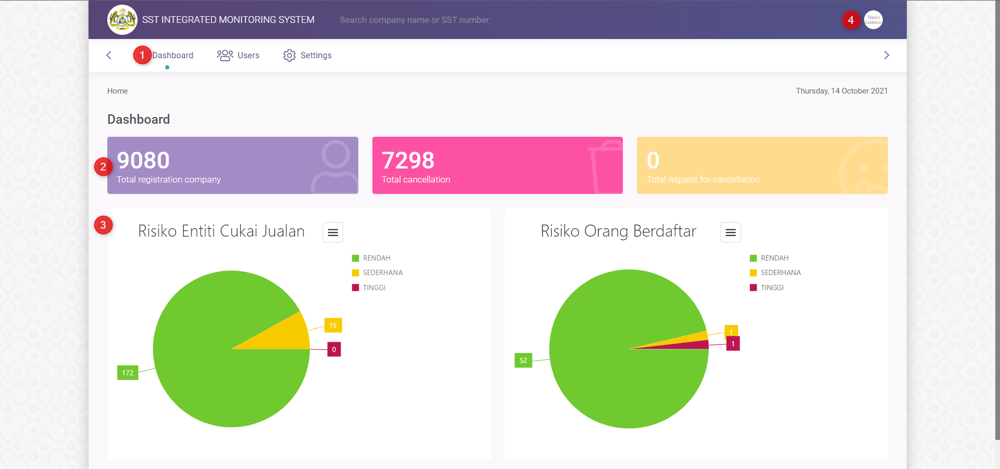 SST INTEGRATED MONITORING SYSTEM
Search company name or SST number
4
Tiada
Gambar
1
Dashboard
Users
Settings
Home
Thursday, 14 October 2021
Dashboard
2
9080
Total registration company
7298
Total cancellation
0
Total request for cancellation
3
Risiko Entiti Cukai Jualan
RENDAH
SEDERHANA
TINGGI
15
0
172
Risiko Orang Berdaftar
RENDAH
SEDERHANA
TINGGI
1
1
52